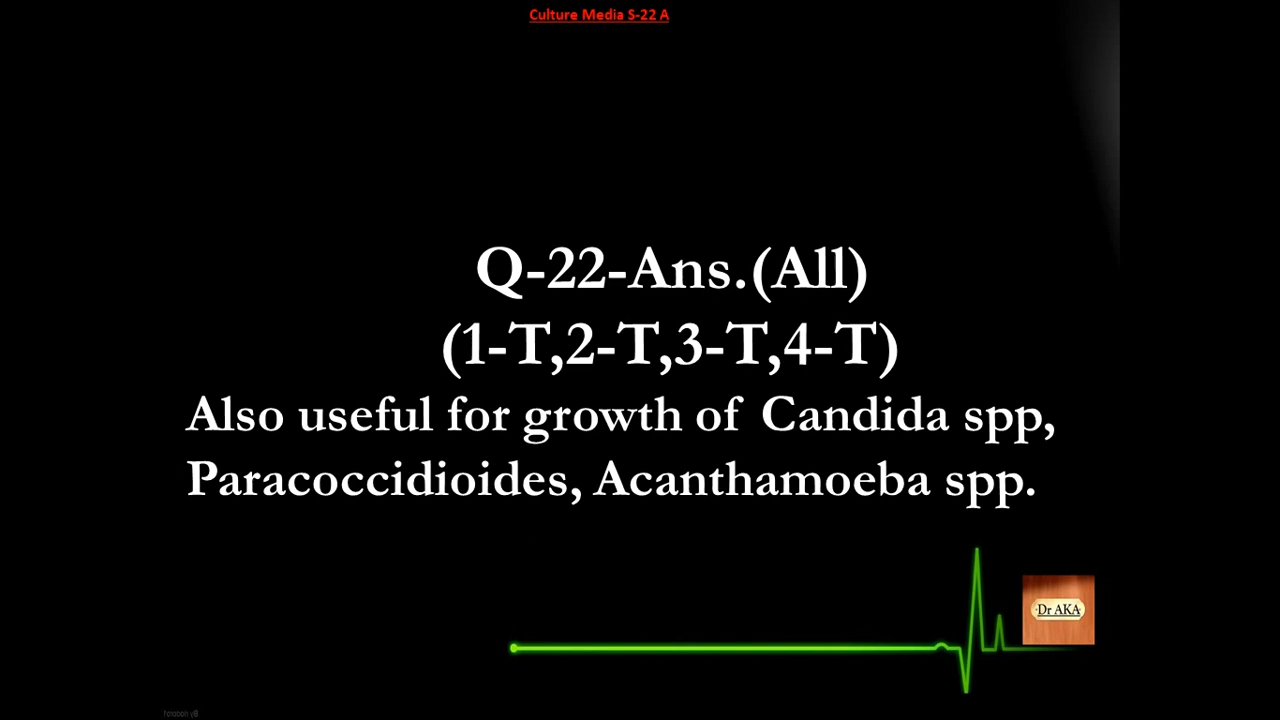 Culture Media S-22 A
Q-22-Ans.(All)
(1-T,2-T,3-T,4-T)
Also useful for growth of Candida spp,
Paracoccidioides, Acanthamoeba spp.
Dr AKA